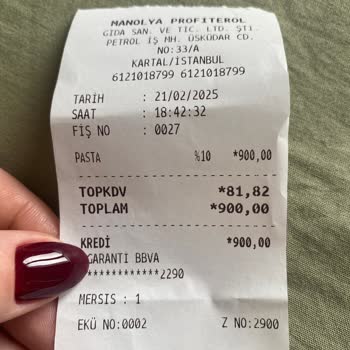 MANOLYA PROFITEROL
GIDA SAN. VE TİC. LTD. ŞTİ.
PETROL İŞ MH. ÜSKÜDAR CD.
NO:33/A
KARTAL/İSTANBUL
6121018799 6121018799
TARİH : 21/02/2025
SAAT : 18:42:32
FİŞ NO : 0027
PASTA %10 *900,00
TOPKDV *81,82
TOPLAM *900,00
KREDİ *900,00
GARANTI BBVA
************2290
MERSIS : 1
EKÜ NO:0002 Z NO:2900